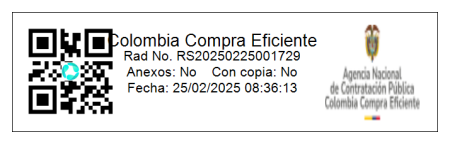 Colombia Compra Eficiente
Rad No. RS20250225001729
Anexos: No Con copia: No
Fecha: 25/02/2025 08:36:13
Agencia Nacional
de Contratación Pública
Colombia Compra Eficiente